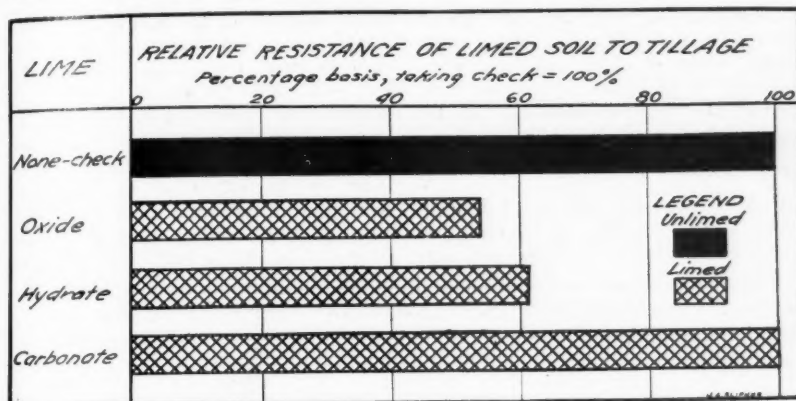 LIME
RELATIVE RESISTANCE OF LIMED SOIL TO TILLAGE
Percentage basis, taking check = 100%
0 20 40 60 80 100
None-check
Oxide
Hydrate
Carbonate
LEGEND
Unlimed
Limed